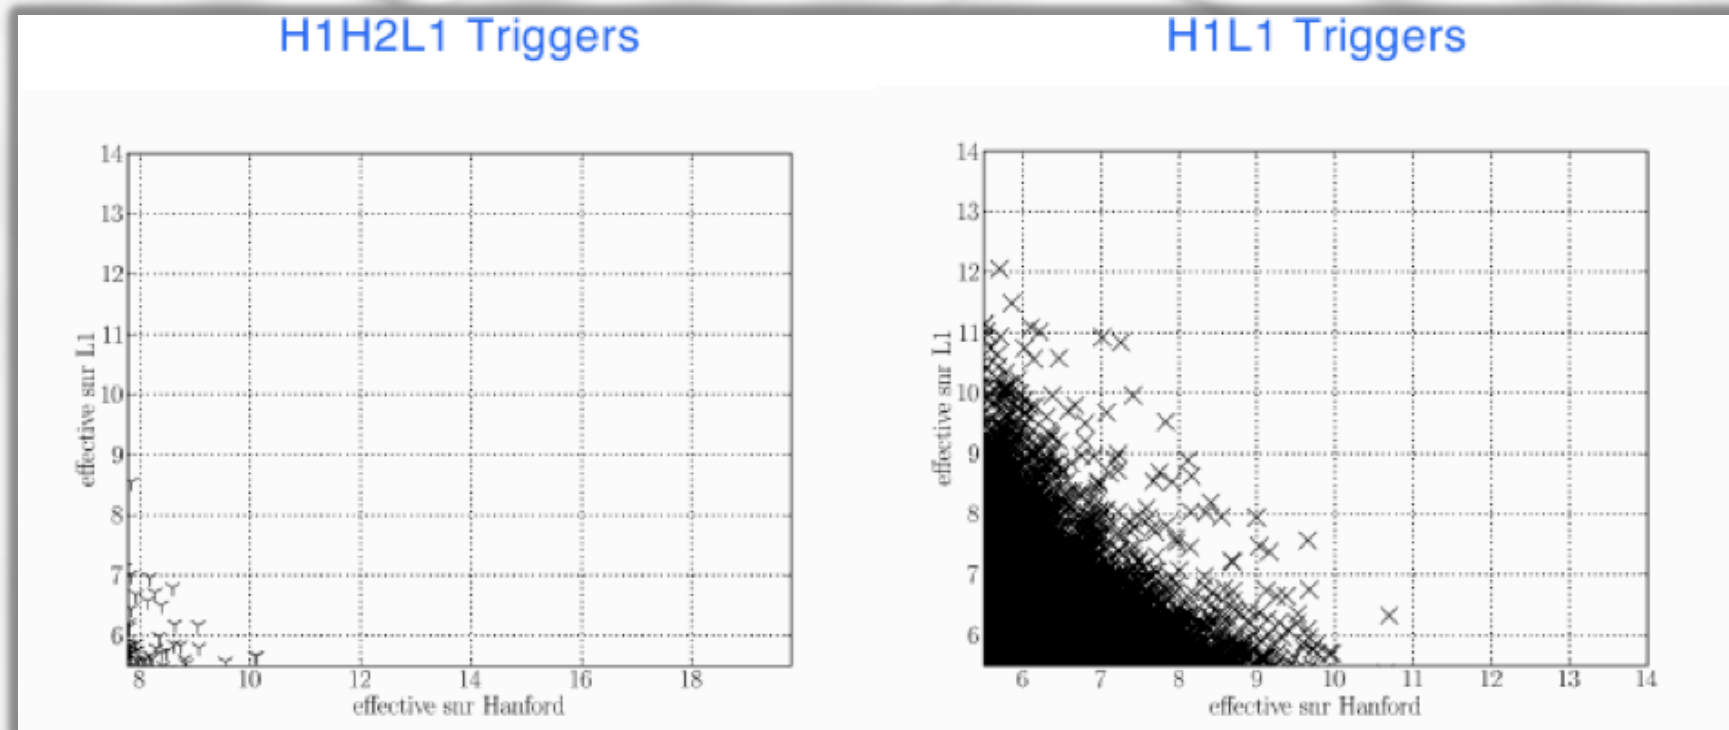 H1H2L1 Triggers
14
13
12
11
10
9
8
7
6
effective snr L1
8 10 12 14 16 18
effective snr Hanford
H1L1 Triggers
14
13
12
11
10
9
8
7
6
effective snr L1
6 7 8 9 10 11 12 13 14
effective snr Hanford